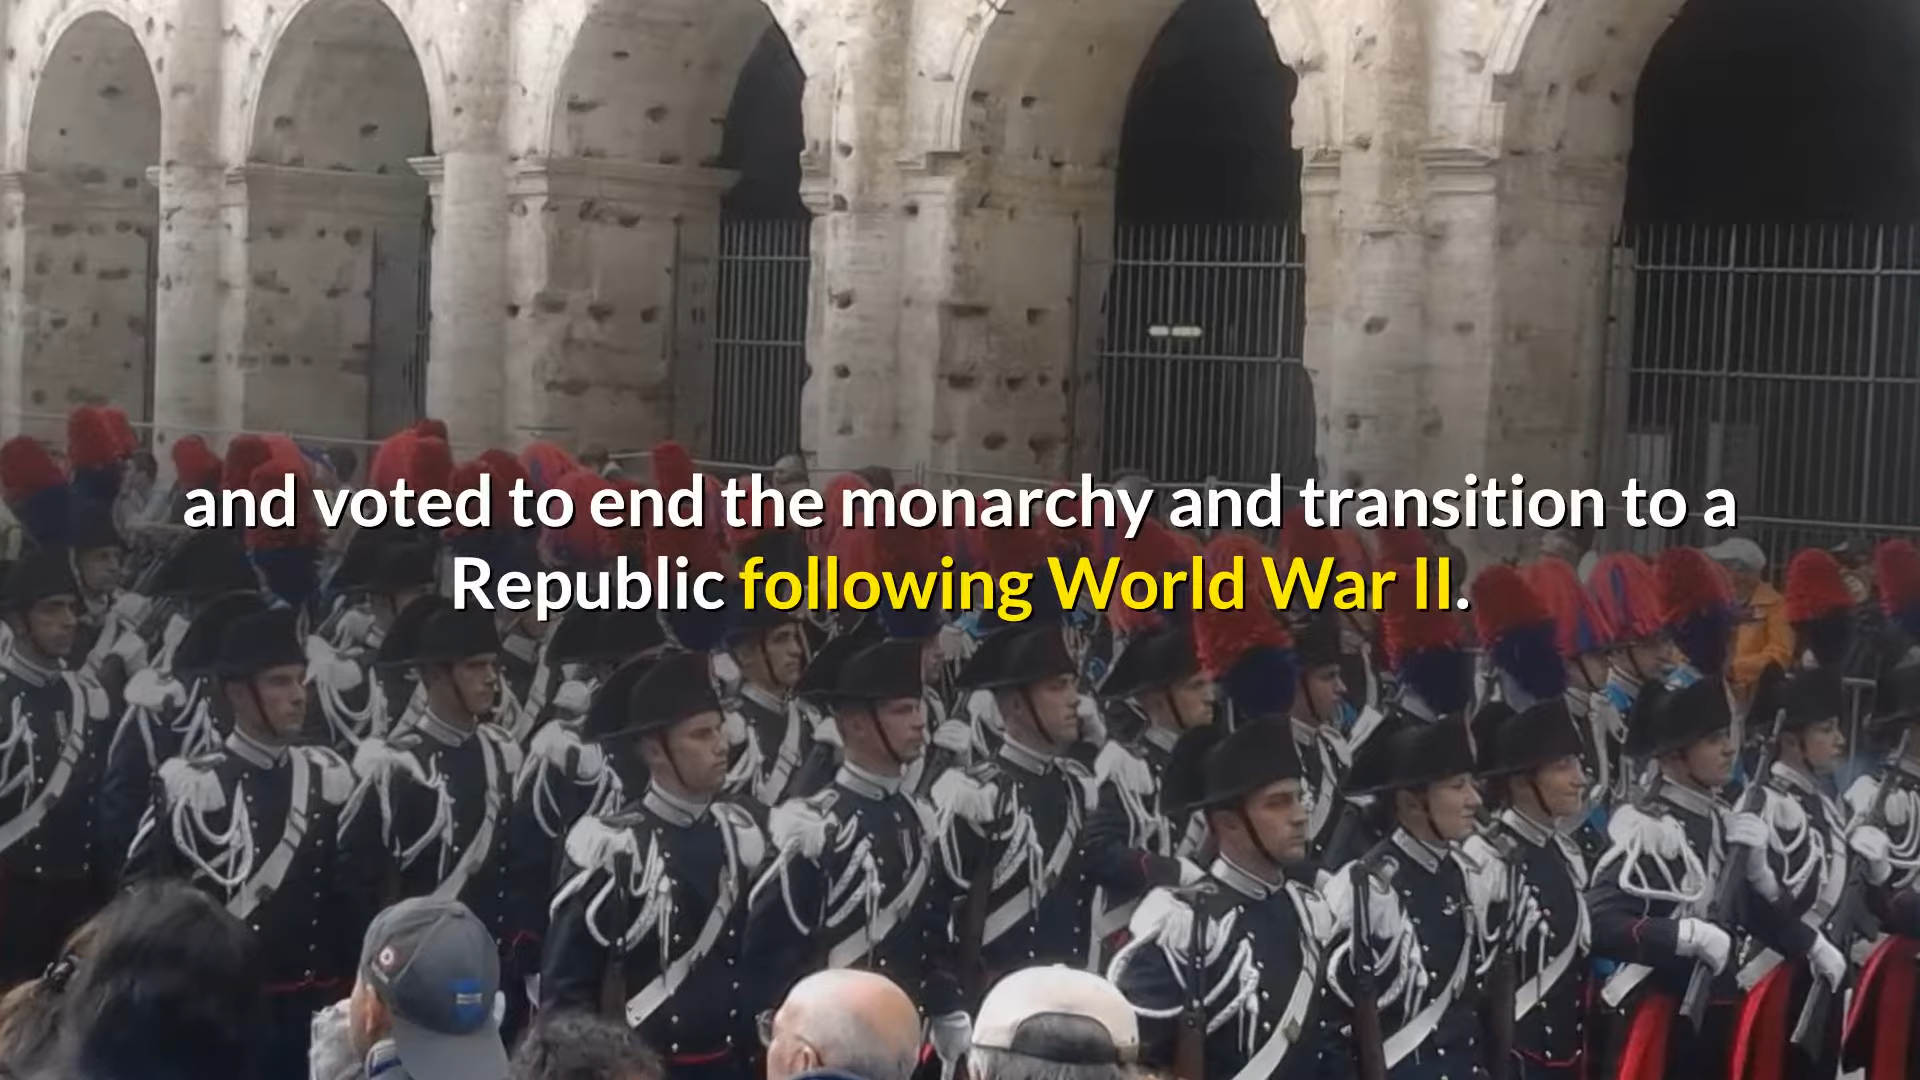 and voted to end the monarchy and transition to a
Republic following World War II.